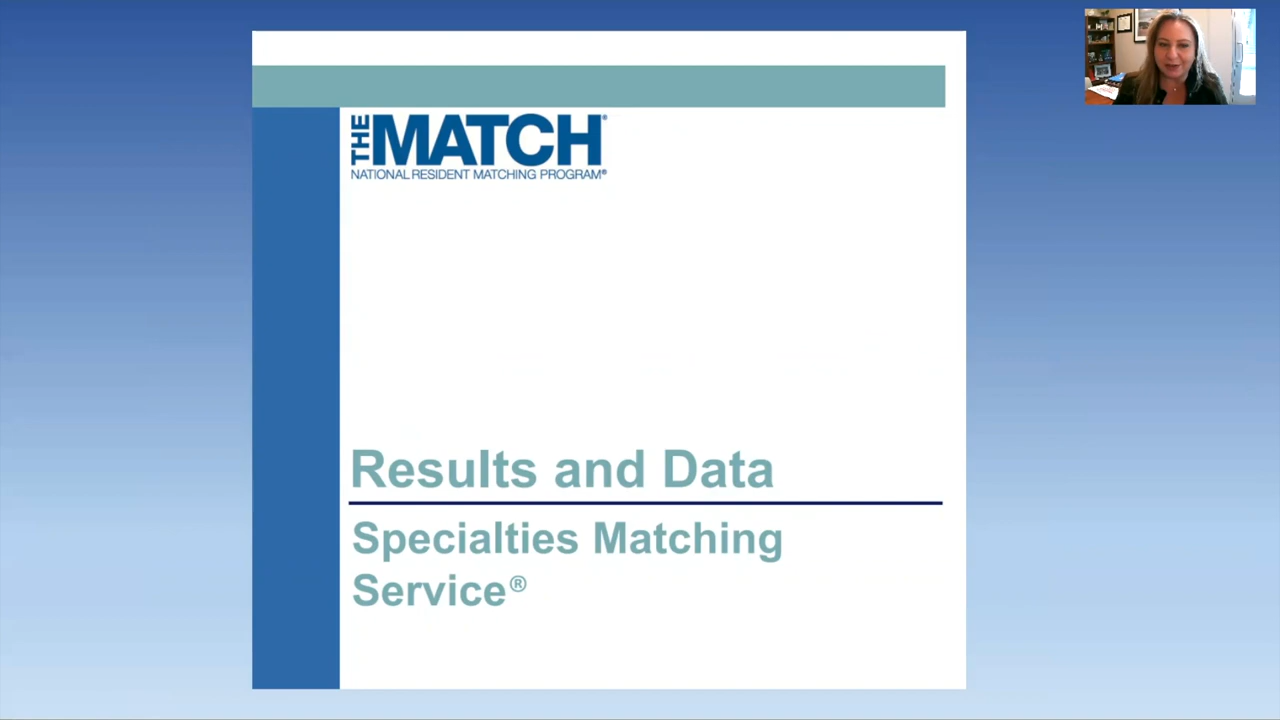 THE MATCH®
NATIONAL RESIDENT MATCHING PROGRAM®
Results and Data
Specialties Matching
Service®